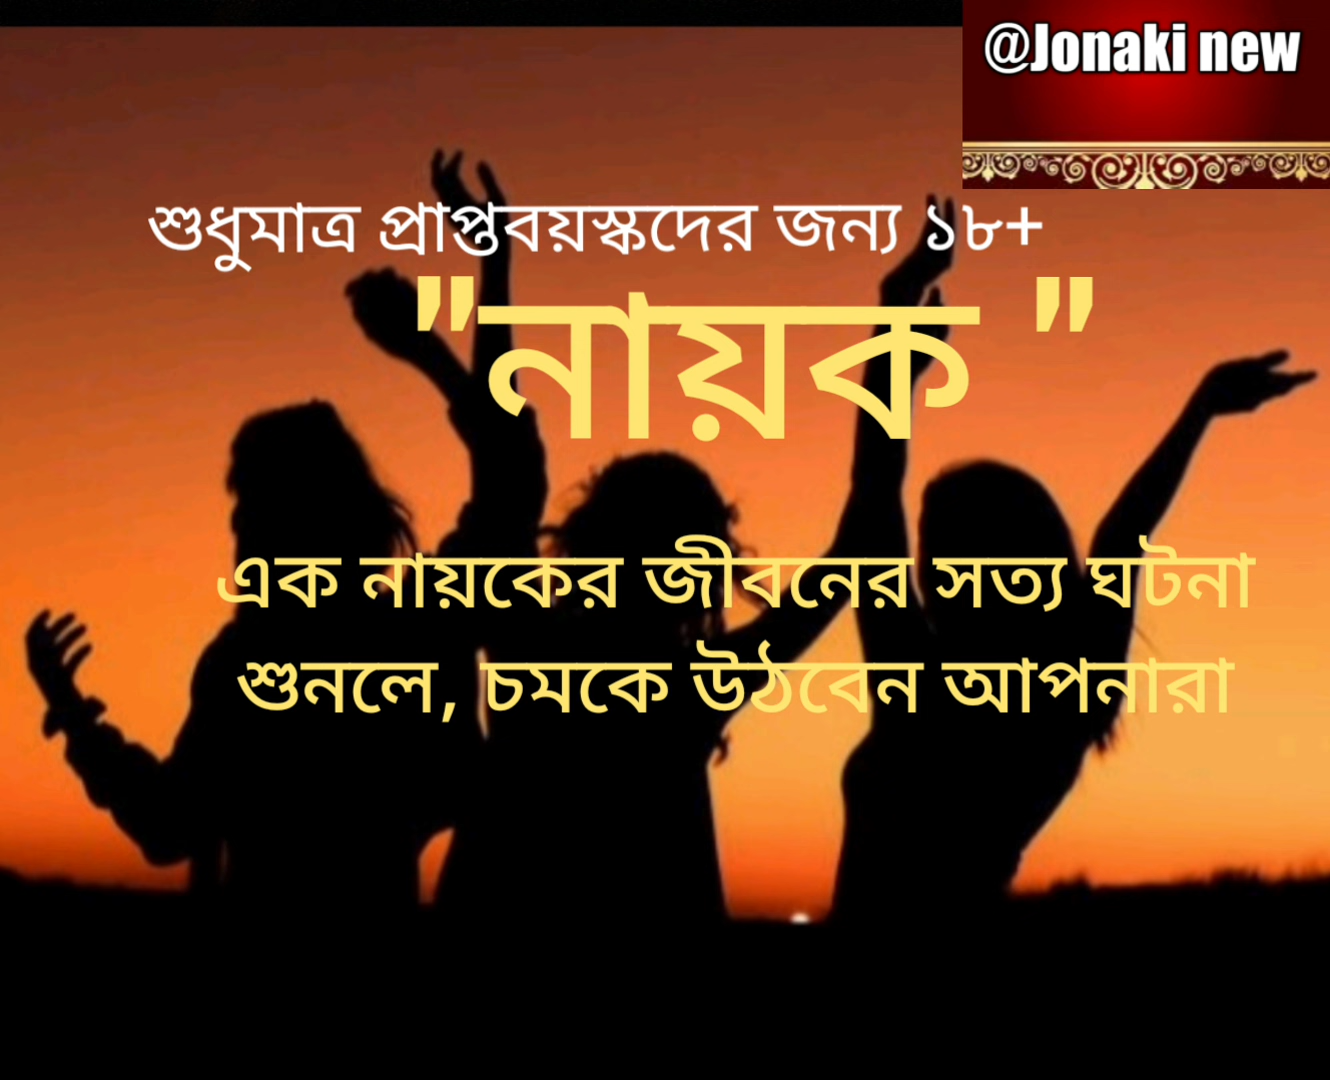 @Jonaki new
শুধুমাত্র প্রাপ্তবয়স্কদের জন্য ১৮+
"নায়ক "
এক নায়কের জীবনের সত্য ঘটনা
শুনলে, চমকে উঠবেন আপনারা